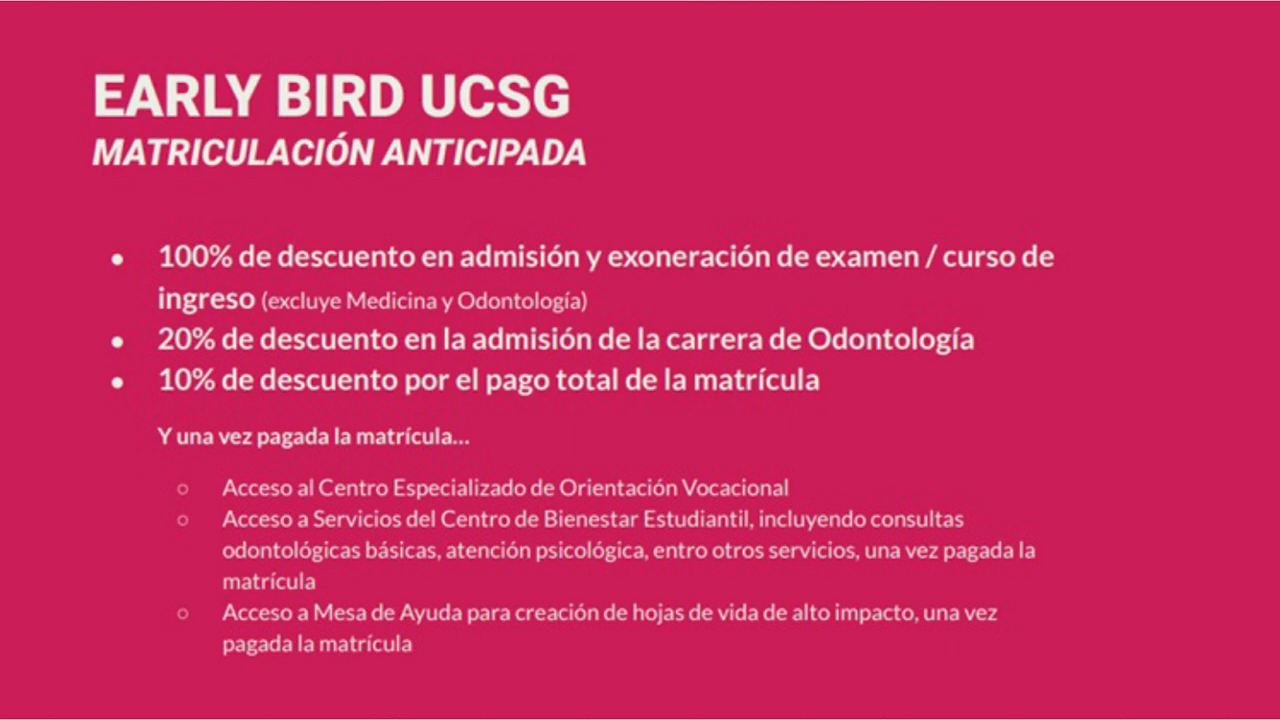 EARLY BIRD UCSG
MATRICULACIÓN ANTICIPADA
● 100% de descuento en admisión y exoneración de examen / curso de
ingreso (excluye Medicina y Odontología)
● 20% de descuento en la admisión de la carrera de Odontología
● 10% de descuento por el pago total de la matrícula
Y una vez pagada la matrícula...
○ Acceso al Centro Especializado de Orientación Vocacional
○ Acceso a Servicios del Centro de Bienestar Estudiantil, incluyendo consultas
odontológicas básicas, atención psicológica, entro otros servicios, una vez pagada la
matrícula
○ Acceso a Mesa de Ayuda para creación de hojas de vida de alto impacto, una vez
pagada la matrícula